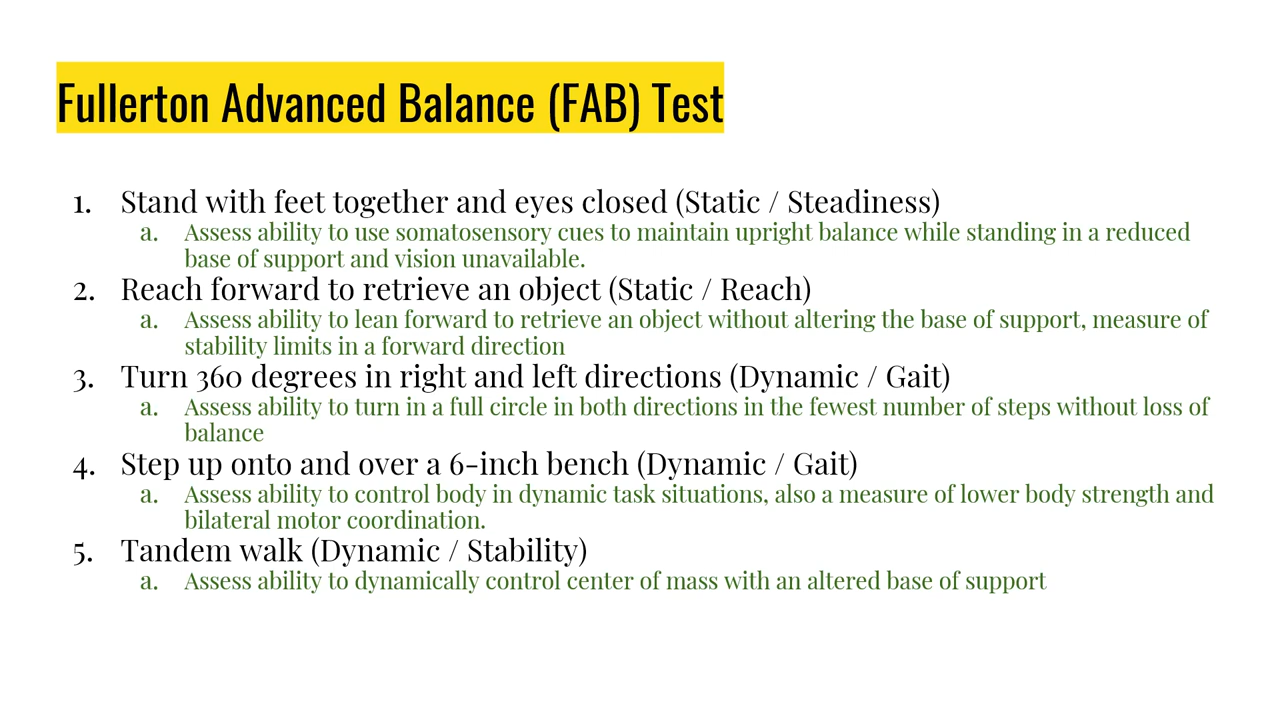 Fullerton Advanced Balance (FAB) Test
1. Stand with feet together and eyes closed (Static / Steadiness)
a. Assess ability to use somatosensory cues to maintain upright balance while standing in a reduced
base of support and vision unavailable.
2. Reach forward to retrieve an object (Static / Reach)
a. Assess ability to lean forward to retrieve an object without altering the base of support, measure of
stability limits in a forward direction
3. Turn 360 degrees in right and left directions (Dynamic / Gait)
a. Assess ability to turn in a full circle in both directions in the fewest number of steps without loss of
balance
4. Step up onto and over a 6-inch bench (Dynamic / Gait)
a. Assess ability to control body in dynamic task situations, also a measure of lower body strength and
bilateral motor coordination.
5. Tandem walk (Dynamic / Stability)
a. Assess ability to dynamically control center of mass with an altered base of support